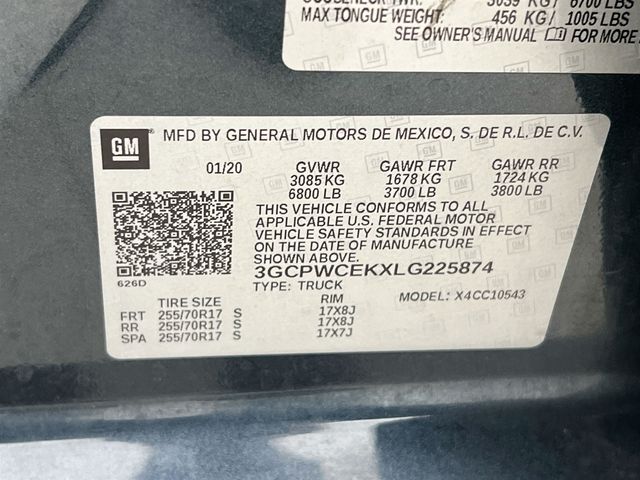 3039 KG/ 6700 LBS
MAX TONGUE WEIGHT: 456 KG/ 1005 LBS
SEE OWNER'S MANUAL FOR MORE
GM
MFD BY GENERAL MOTORS DE MEXICO, S. DE R.L. DE C.V.
01/20 GVWR GAWR FRT GAWR RR
3085 KG 1678 KG 1724 KG
6800 LB 3700 LB 3800 LB
THIS VEHICLE CONFORMS TO ALL
APPLICABLE U.S. FEDERAL MOTOR
VEHICLE SAFETY STANDARDS IN EFFECT
ON THE DATE OF MANUFACTURE
SHOWN ABOVE.
3GCPWCEKXLG225874
626D
TYPE: TRUCK MODEL: X4CC10543
TIRE SIZE RIM
FRT 255/70R17 S 17X8J
RR 255/70R17 S 17X8J
SPA 255/70R17 S 17X7J